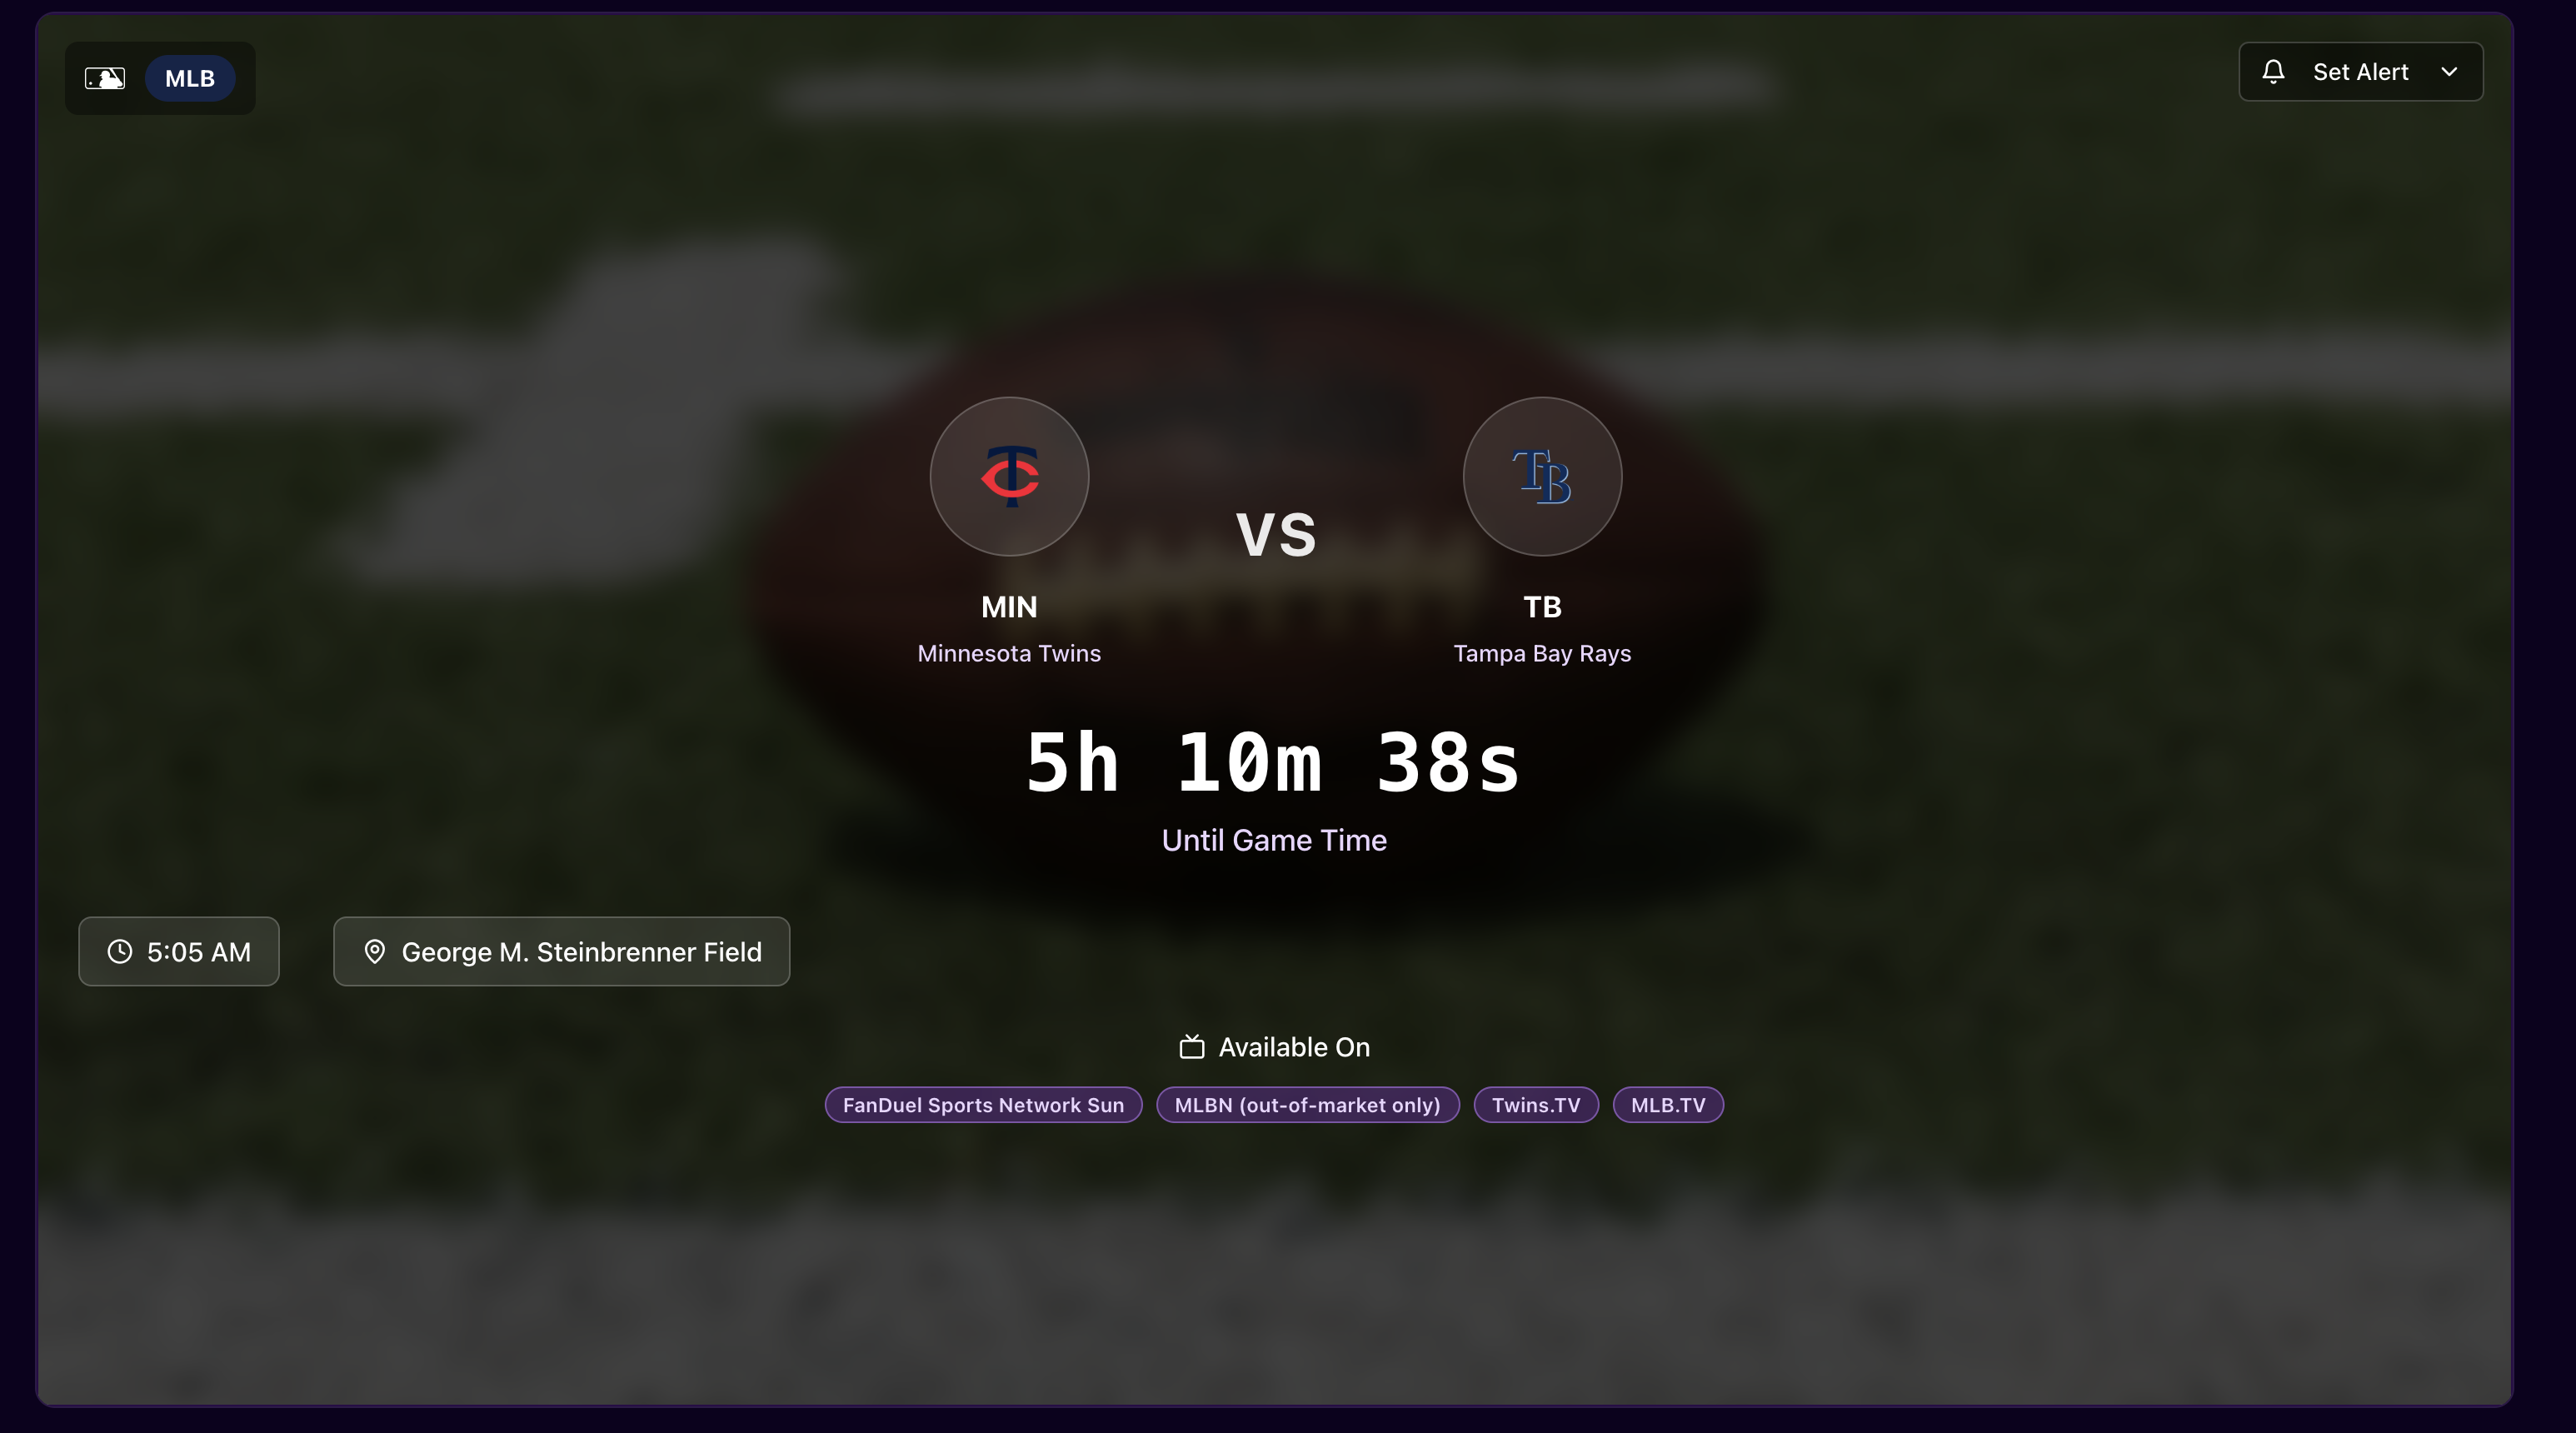 MLB
Set Alert
VS
MIN
TB
Minnesota Twins
Tampa Bay Rays
5h 10m 38s
Until Game Time
5:05 AM
George M. Steinbrenner Field
Available On
FanDuel Sports Network Sun
MLBN (out-of-market only)
Twins.TV
MLB.TV